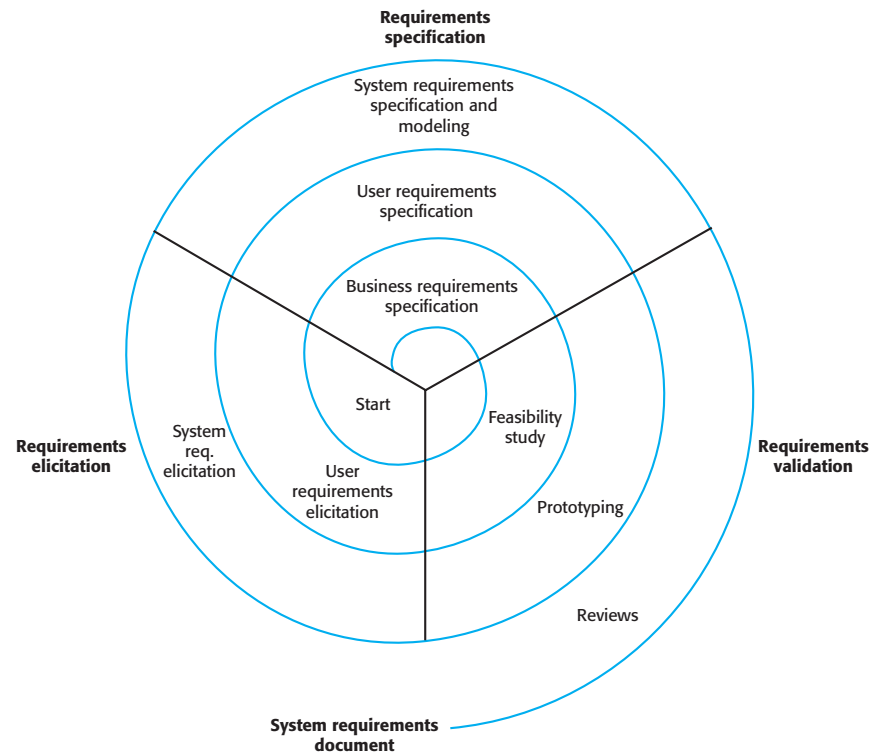 Requirements
specification
System requirements
specification and
modeling
User requirements
specification
Business requirements
specification
Start
Feasibility
study
Requirements
elicitation
System
req.
elicitation
User
requirements
elicitation
Requirements
validation
Prototyping
Reviews
System requirements
document